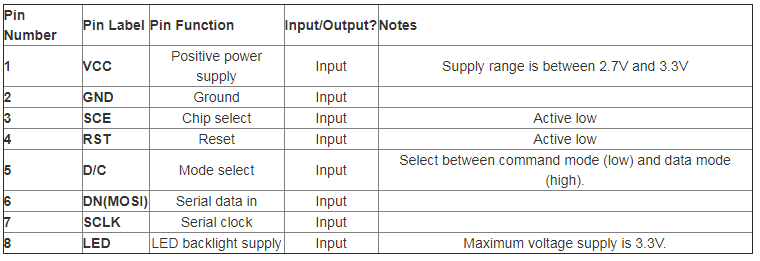 Pin Number Pin Label Pin Function Input/Output? Notes
1 VCC Positive power supply Input Supply range is between 2.7V and 3.3V
2 GND Ground Input
3 SCE Chip select Input Active low
4 RST Reset Input Active low
5 D/C Mode select Input Select between command mode (low) and data mode (high).
6 DN(MOSI) Serial data in Input
7 SCLK Serial clock Input
8 LED LED backlight supply Input Maximum voltage supply is 3.3V.